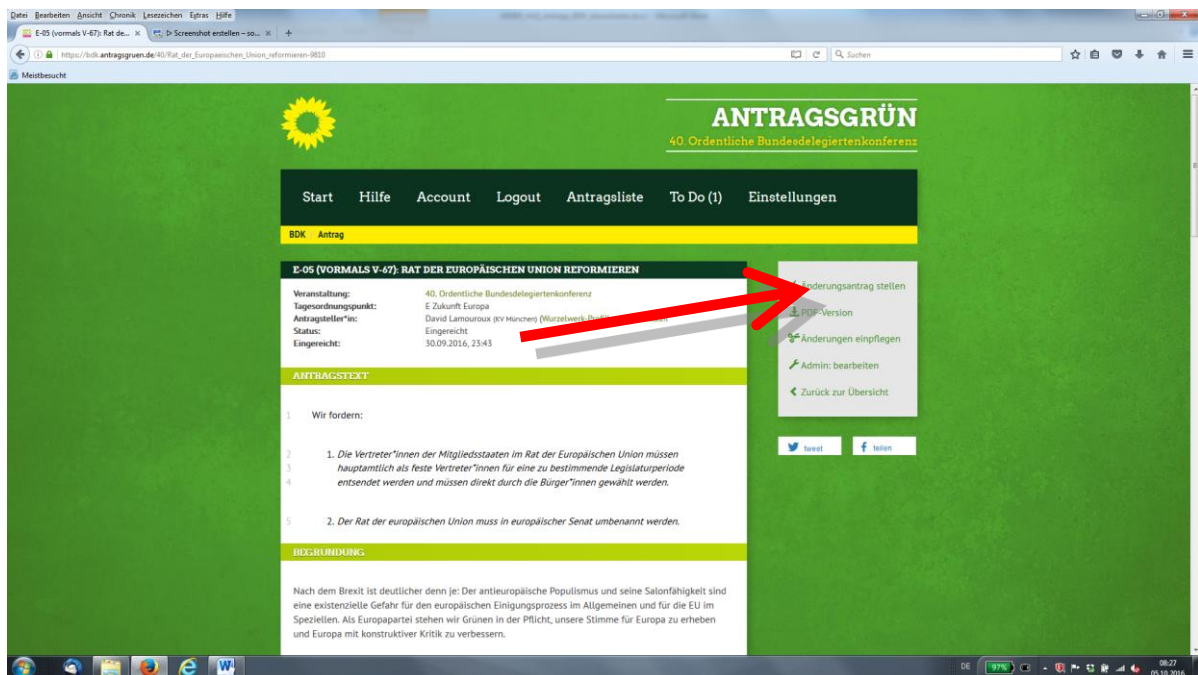 Datei Bearbeiten Ansicht Chronik Lesezeichen Extras Hilfe
E-05 (vormals V-67): Rat de... ▷ Screenshot erstellen – so...
https://bdk.antragsgruen.de/40/Rat_der_Europaeischen_Union_reformieren-9810 Suchen
Meistbesucht
ANTRAGSGRÜN
40. Ordentliche Bundesdelegiertenkonferenz
Start Hilfe Account Logout Antragsliste To Do (1) Einstellungen
BDK Antrag
E-05 (VORMALS V-67): RAT DER EUROPÄISCHEN UNION REFORMIEREN
Veranstaltung: 40. Ordentliche Bundesdelegiertenkonferenz
Tagesordnungspunkt: E Zukunft Europa
Antragsteller*in: David Lamouroux (KV München) (Wurzelwerk-Profil
Status: Eingereicht
Eingereicht: 30.09.2016, 23:43
Änderungsantrag stellen
PDF-Version
Änderungen einpflegen
Admin: bearbeiten
Zurück zur Übersicht
tweet teilen
ANTRAGSTEXT
1 Wir fordern:
2 1. Die Vertreter*innen der Mitgliedsstaaten im Rat der Europäischen Union müssen
3 hauptamtlich als feste Vertreter*innen für eine zu bestimmende Legislaturperiode
4 entsendet werden und müssen direkt durch die Bürger*innen gewählt werden.
5 2. Der Rat der europäischen Union muss in europäischer Senat umbenannt werden.
BEGRÜNDUNG
Nach dem Brexit ist deutlicher denn je: Der antieuropäische Populismus und seine Salonfähigkeit sind
eine existenzielle Gefahr für den europäischen Einigungsprozess im Allgemeinen und für die EU im
Speziellen. Als Europapartei stehen wir Grünen in der Pflicht, unsere Stimme für Europa zu erheben
und Europa mit konstruktiver Kritik zu verbessern.
DE 97% 08:27
05.10.2016